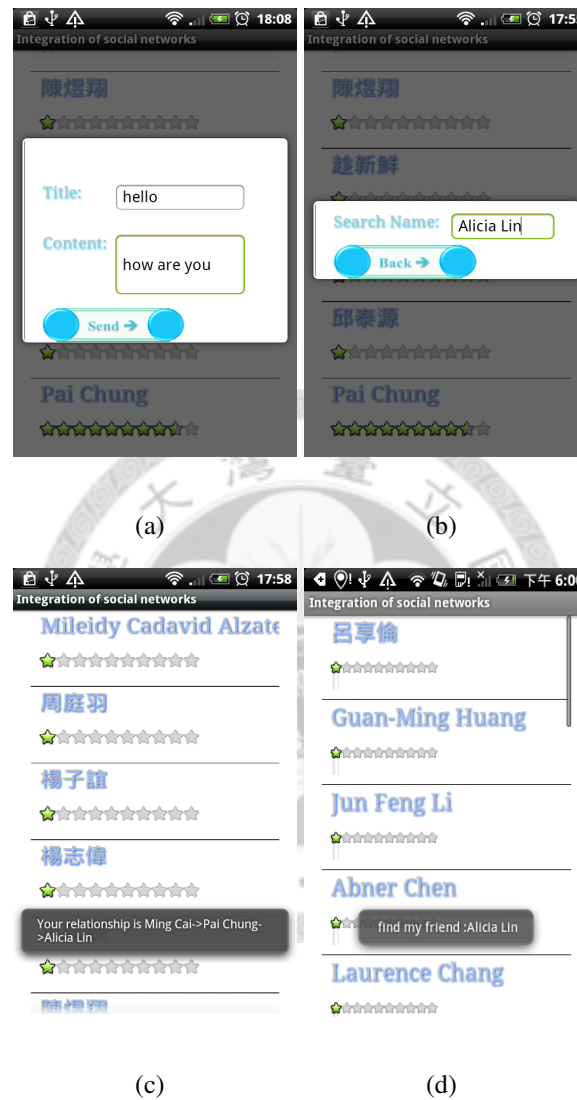 18:08
Integration of social networks
陳煜翔
Title:
hello
Content:
how are you
Send →
Pai Chung
17:5
Integration of social networks
陳煜翔
趁新鮮
Search Name:
Alicia Lin
Back →
邱泰源
Pai Chung
(a)
(b)
17:58
Integration of social networks
Mileidy Cadavid Alzate
周庭羽
楊子誼
楊志偉
Your relationship is Ming Cai->Pai Chung-
>Alicia Lin
陳煜翔
下午 6:00
Integration of social networks
呂享倫
Guan-Ming Huang
Jun Feng Li
Abner Chen
find my friend :Alicia Lin
Laurence Chang
(c)
(d)